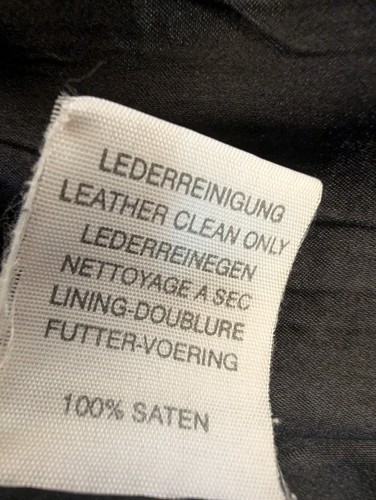 LEDERREINIGUNG
LEATHER CLEAN ONLY
LEDERREINEGEN
NETTOYAGE A SEC
LINING-DOUBLURE
FUTTER-VOERING
100% SATEN